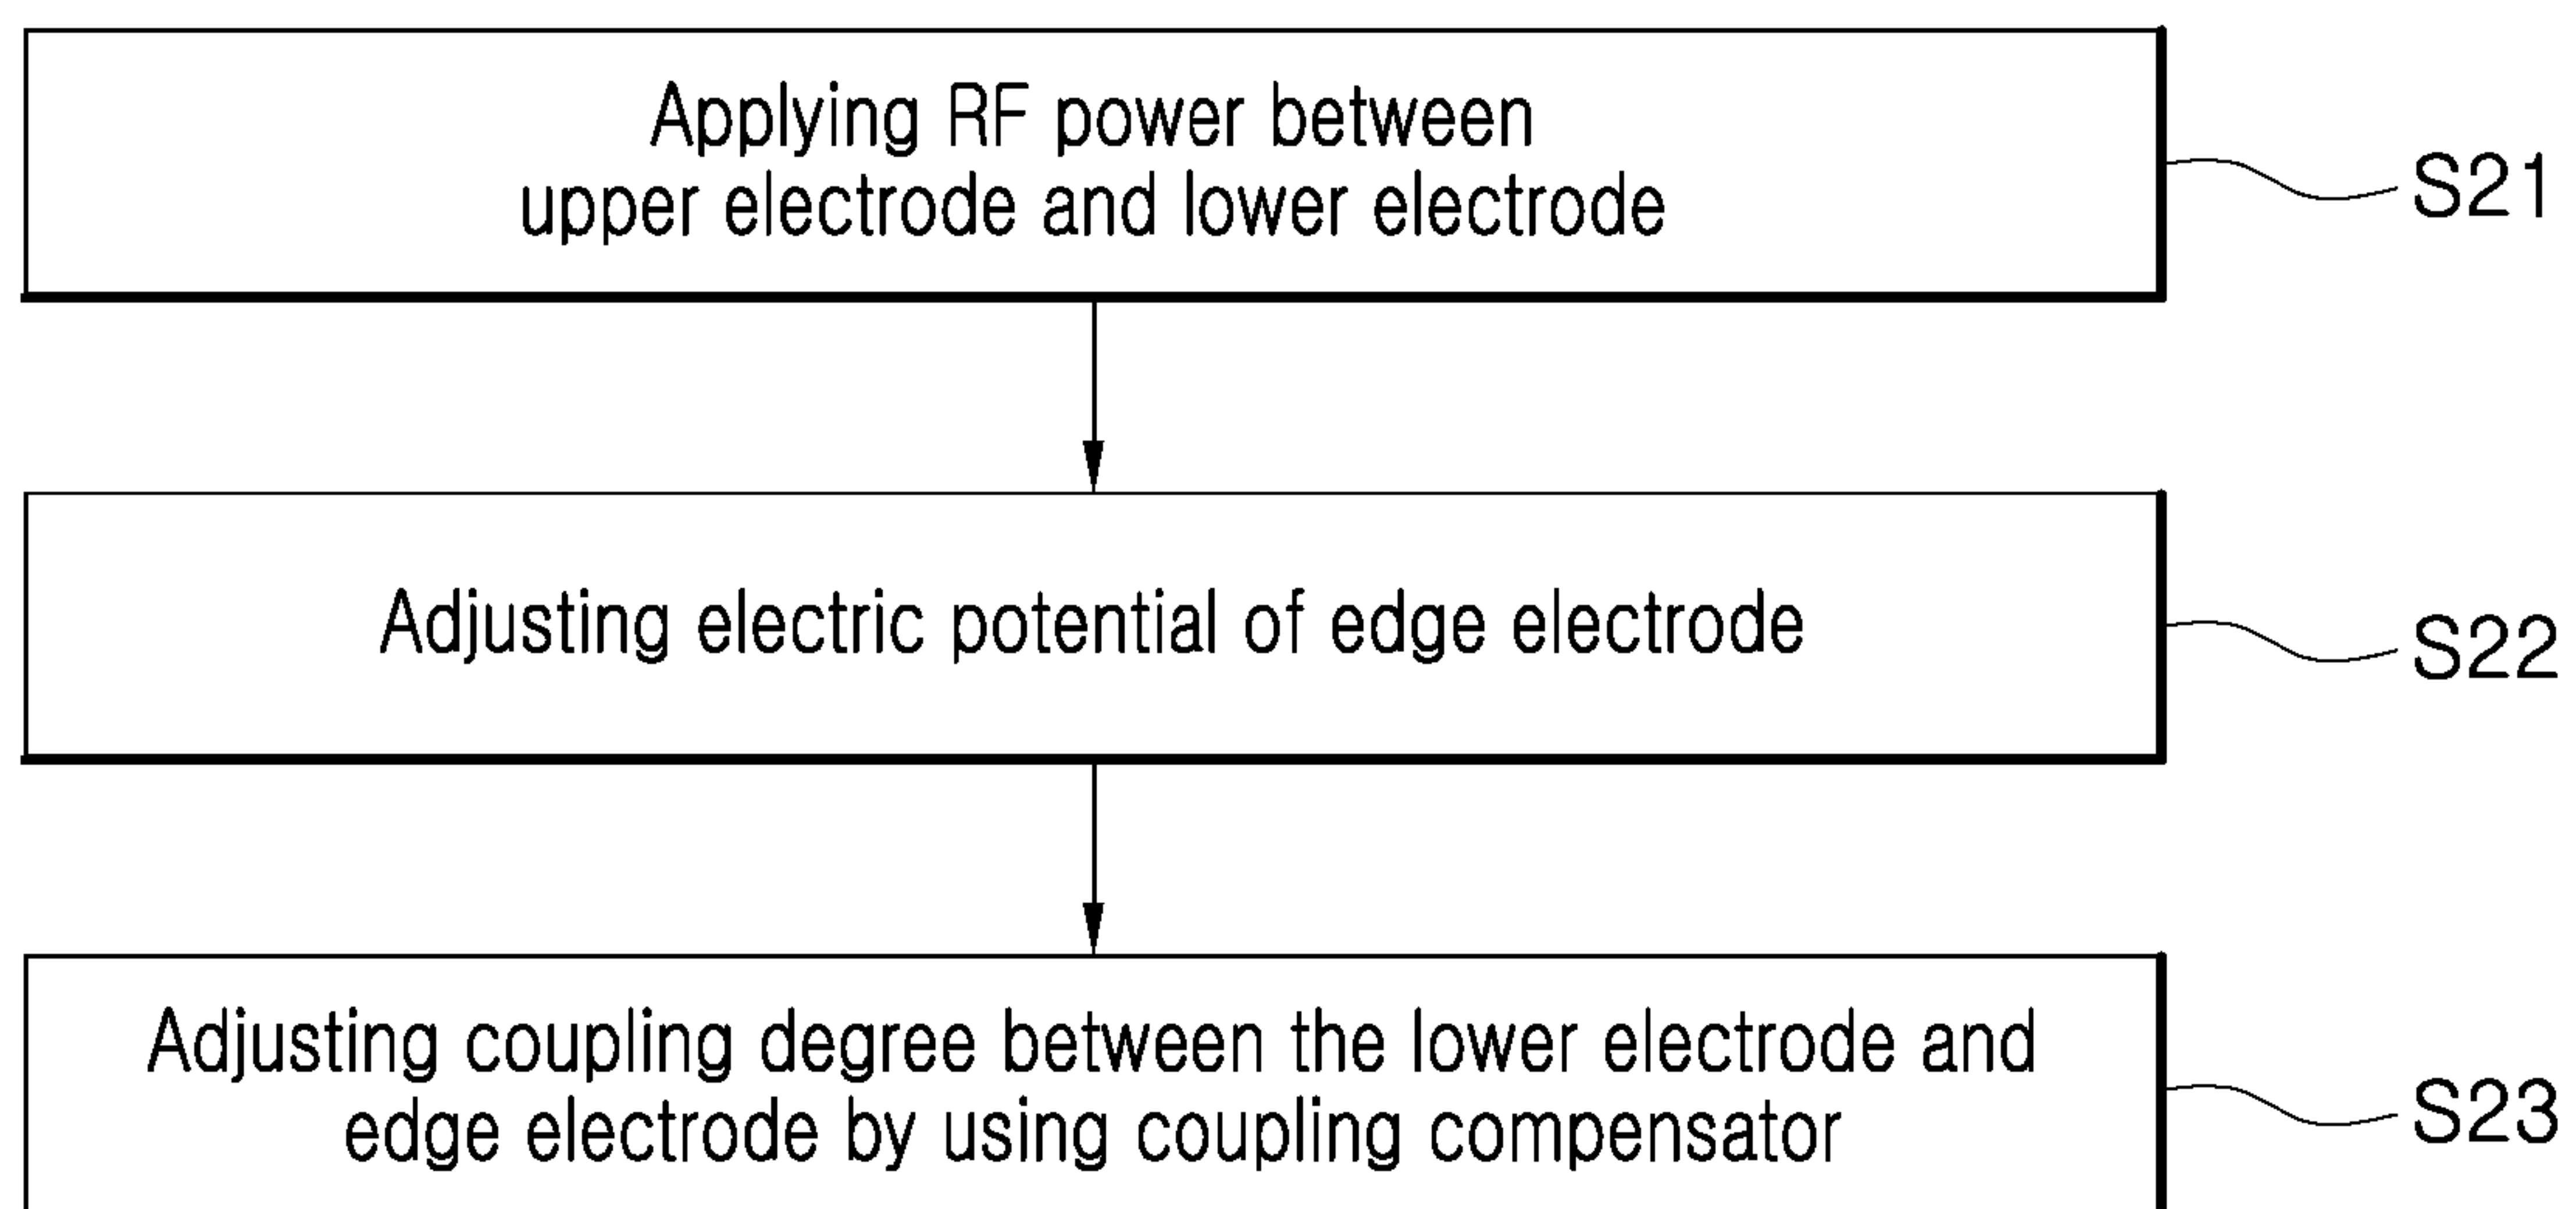 Applying RF power between
upper electrode and lower electrode
S21
Adjusting electric potential of edge electrode
S22
Adjusting coupling degree between the lower electrode and
edge electrode by using coupling compensator
S23